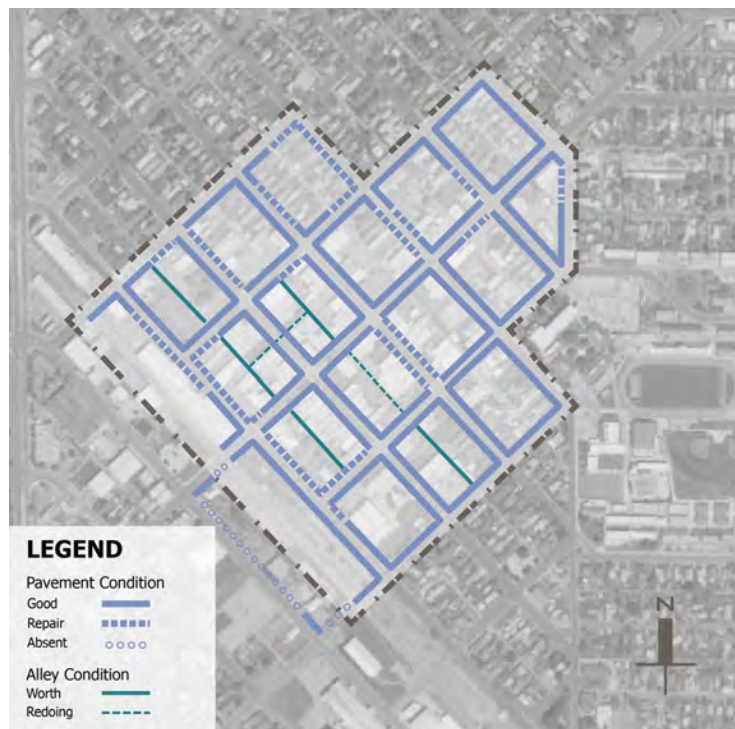 N
LEGEND
Pavement Condition
Good
Repair
Absent
Alley Condition
Worth
Redoing